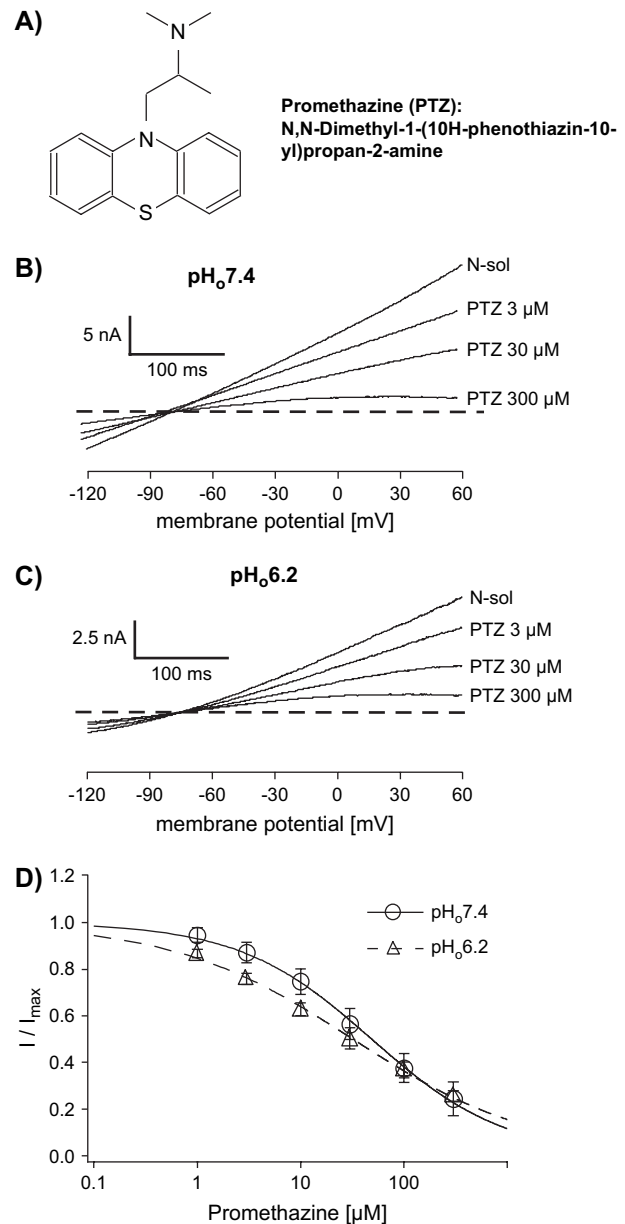 A)
N
N
S
Promethazine (PTZ):
N,N-Dimethyl-1-(10H-phenothiazin-10-
yl)propan-2-amine
B)
pHo7.4
5 nA
100 ms
N-sol
PTZ 3 µM
PTZ 30 µM
PTZ 300 µM
-120 -90 -60 -30 0 30 60
membrane potential [mV]
C)
pHo6.2
2.5 nA
100 ms
N-sol
PTZ 3 µM
PTZ 30 µM
PTZ 300 µM
-120 -90 -60 -30 0 30 60
membrane potential [mV]
D)
1.2
1.0
0.8
0.6
0.4
0.2
0.0
I / Imax
pHo7.4
pHo6.2
0.1 1 10 100
Promethazine [µM]